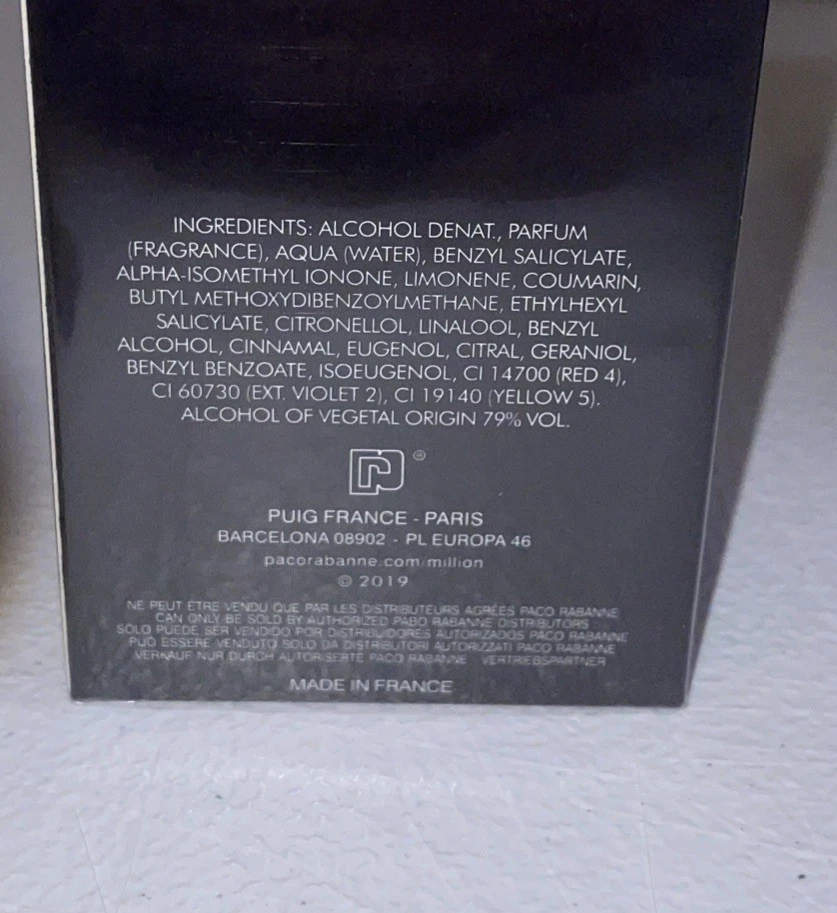 INGREDIENTS: ALCOHOL DENAT., PARFUM
(FRAGRANCE), AQUA (WATER), BENZYL SALICYLATE,
ALPHA-ISOMETHYL IONONE, LIMONENE, COUMARIN,
BUTYL METHOXYDIBENZOYLMETHANE, ETHYLHEXYL
SALICYLATE, CITRONELLOL, LINALOOL, BENZYL
ALCOHOL, CINNAMAL, EUGENOL, CITRAL, GERANIOL,
BENZYL BENZOATE, ISOEUGENOL, CI 14700 (RED 4),
CI 60730 (EXT. VIOLET 2), CI 19140 (YELLOW 5).
ALCOHOL OF VEGETAL ORIGIN 79% VOL.
®
PUIG FRANCE - PARIS
BARCELONA 08902 - PL EUROPA 46
pacorabanne.com/million
© 2019
NE PEUT ETRE VENDU QUE PAR LES DISTRIBUTEURS AGRÉES PACO RABANNE
CAN ONLY BE SOLD BY AUTHORIZED PABO RABANNE DISTRIBUTORS
SOLO PUEDE SER VENDIDO POR DISTRIBUIDORES AUTORIZADOS PACO RABANNE
PUÒ ESSERE VENDUTO SOLO DA DISTRIBUTORI AUTORIZZATI PACO RABANNE
VERKAUF NUR DURCH AUTORISERTE PACO RABANNE VERTRIEBSPARTNER
MADE IN FRANCE